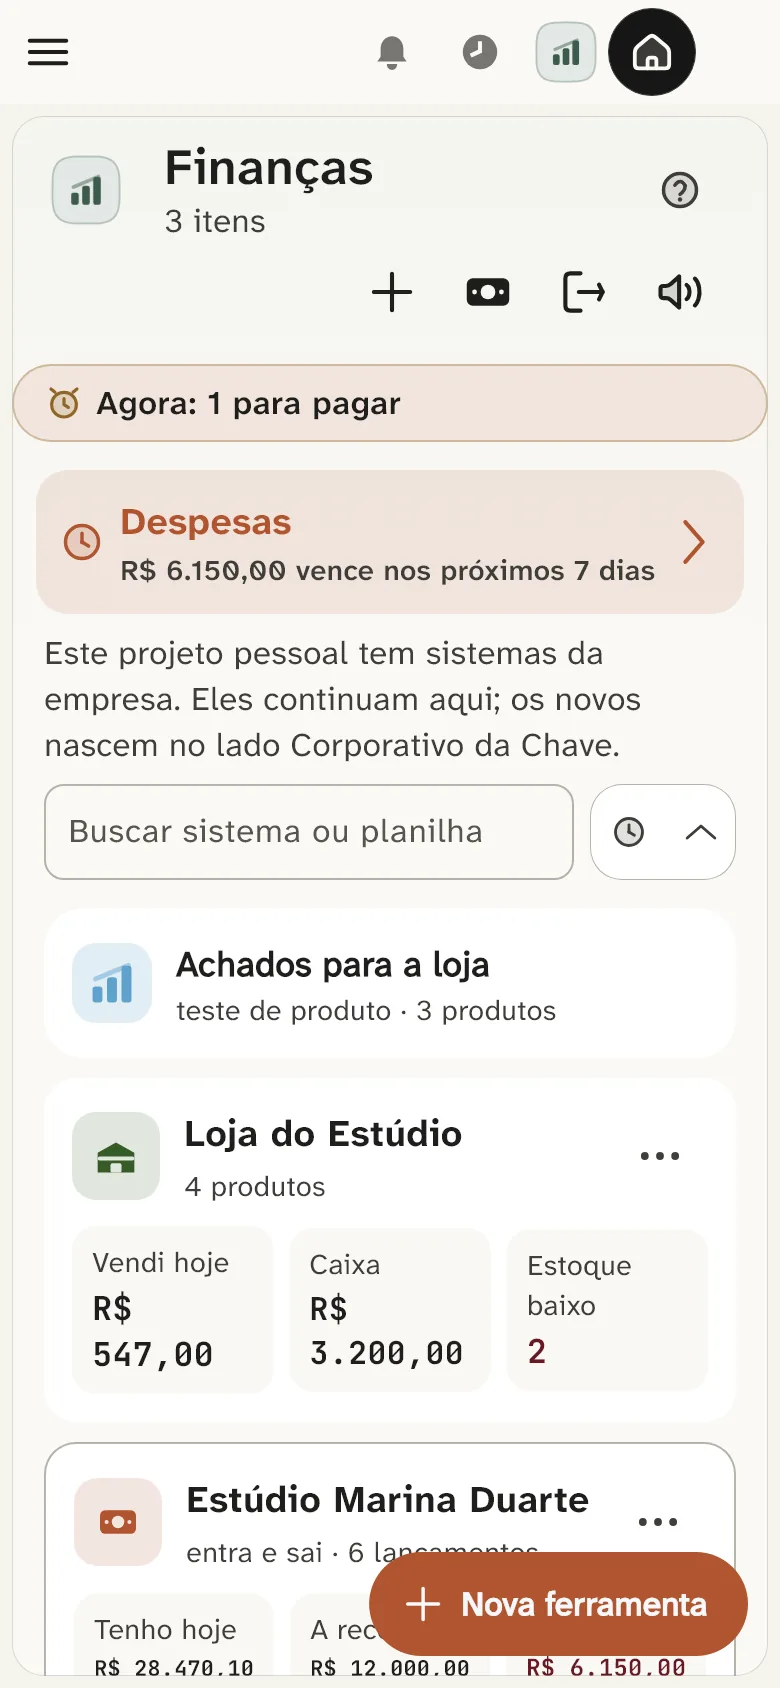 Finanças
3 itens
Agora: 1 para pagar
Despesas
R$ 6.150,00 vence nos próximos 7 dias
Este projeto pessoal tem sistemas da
empresa. Eles continuam aqui; os novos
nascem no lado Corporativo da Chave.
Buscar sistema ou planilha
Achados para a loja
teste de produto · 3 produtos
Loja do Estúdio
4 produtos
Vendi hoje
R$
547,00
Caixa
R$
3.200,00
Estoque
baixo
2
Estúdio Marina Duarte
entra e sai · 6 lançamentos
Nova ferramenta
Tenho hoje
R$ 28.470,10
A rec
R$ 12.000,00
R$ 6.150,00